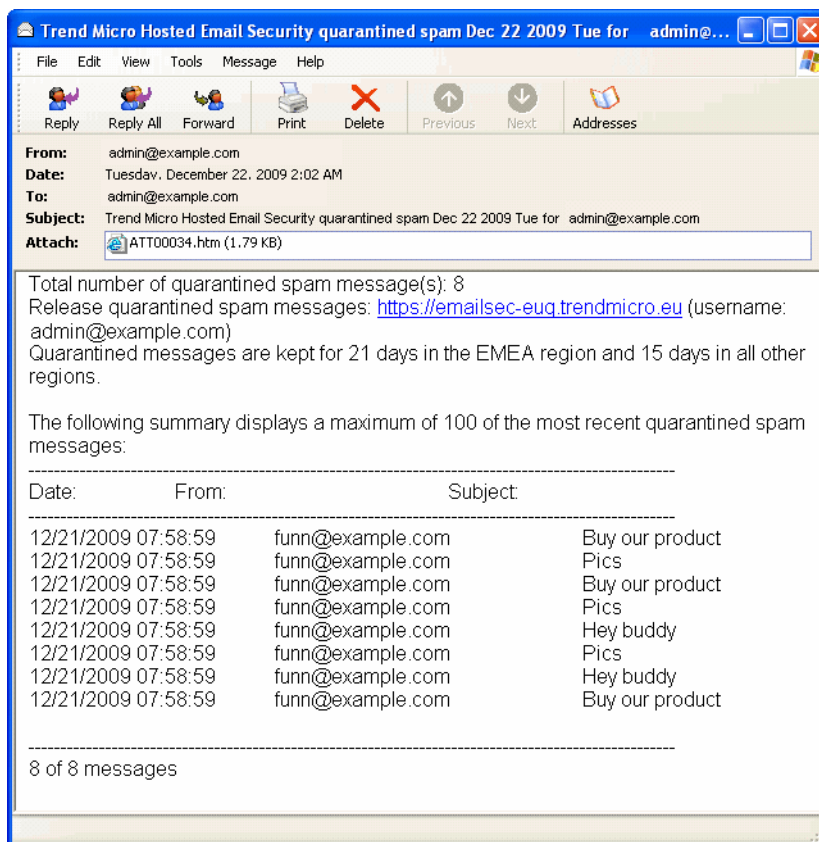 Trend Micro Hosted Email Security quarantined spam Dec 22 2009 Tue for admin@...
File Edit View Tools Message Help
Reply Reply All Forward Print Delete Previous Next Addresses
From: admin@example.com
Date: Tuesday, December 22, 2009 2:02 AM
To: admin@example.com
Subject: Trend Micro Hosted Email Security quarantined spam Dec 22 2009 Tue for admin@example.com
Attach: ATT00034.htm (1.79 KB)
Total number of quarantined spam message(s): 8
Release quarantined spam messages: https://emailsec-euq.trendmicro.eu (username:
admin@example.com)
Quarantined messages are kept for 21 days in the EMEA region and 15 days in all other
regions.
The following summary displays a maximum of 100 of the most recent quarantined spam
messages:
Date: From: Subject:
12/21/2009 07:58:59 funn@example.com Buy our product
12/21/2009 07:58:59 funn@example.com Pics
12/21/2009 07:58:59 funn@example.com Buy our product
12/21/2009 07:58:59 funn@example.com Pics
12/21/2009 07:58:59 funn@example.com Hey buddy
12/21/2009 07:58:59 funn@example.com Pics
12/21/2009 07:58:59 funn@example.com Hey buddy
12/21/2009 07:58:59 funn@example.com Buy our product
8 of 8 messages